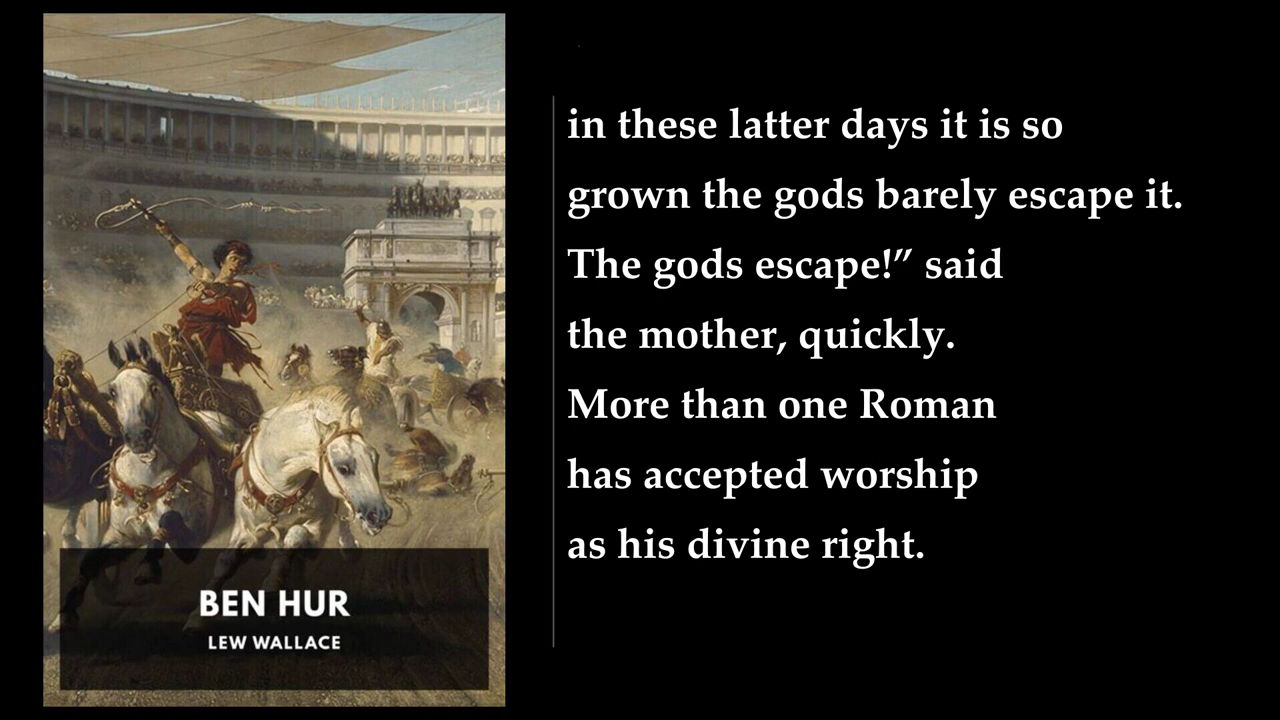 BEN HUR
LEW WALLACE
in these latter days it is so
grown the gods barely escape it.
The gods escape!” said
the mother, quickly.
More than one Roman
has accepted worship
as his divine right.